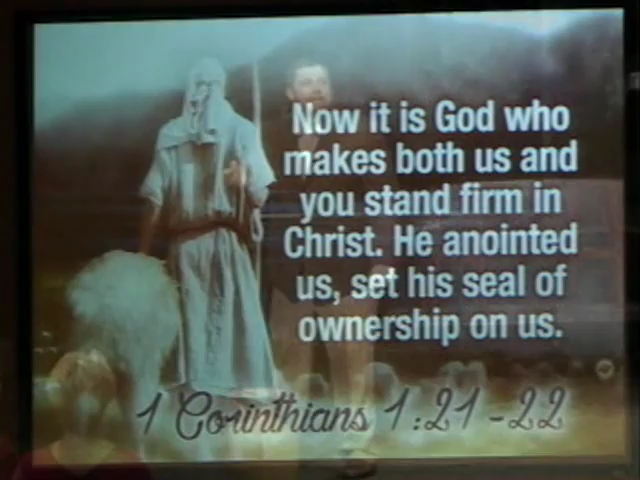 Now it is God who
makes both us and
you stand firm in
Christ. He anointed
us, set his seal of
ownership on us.
1 Corinthians 1:21-22